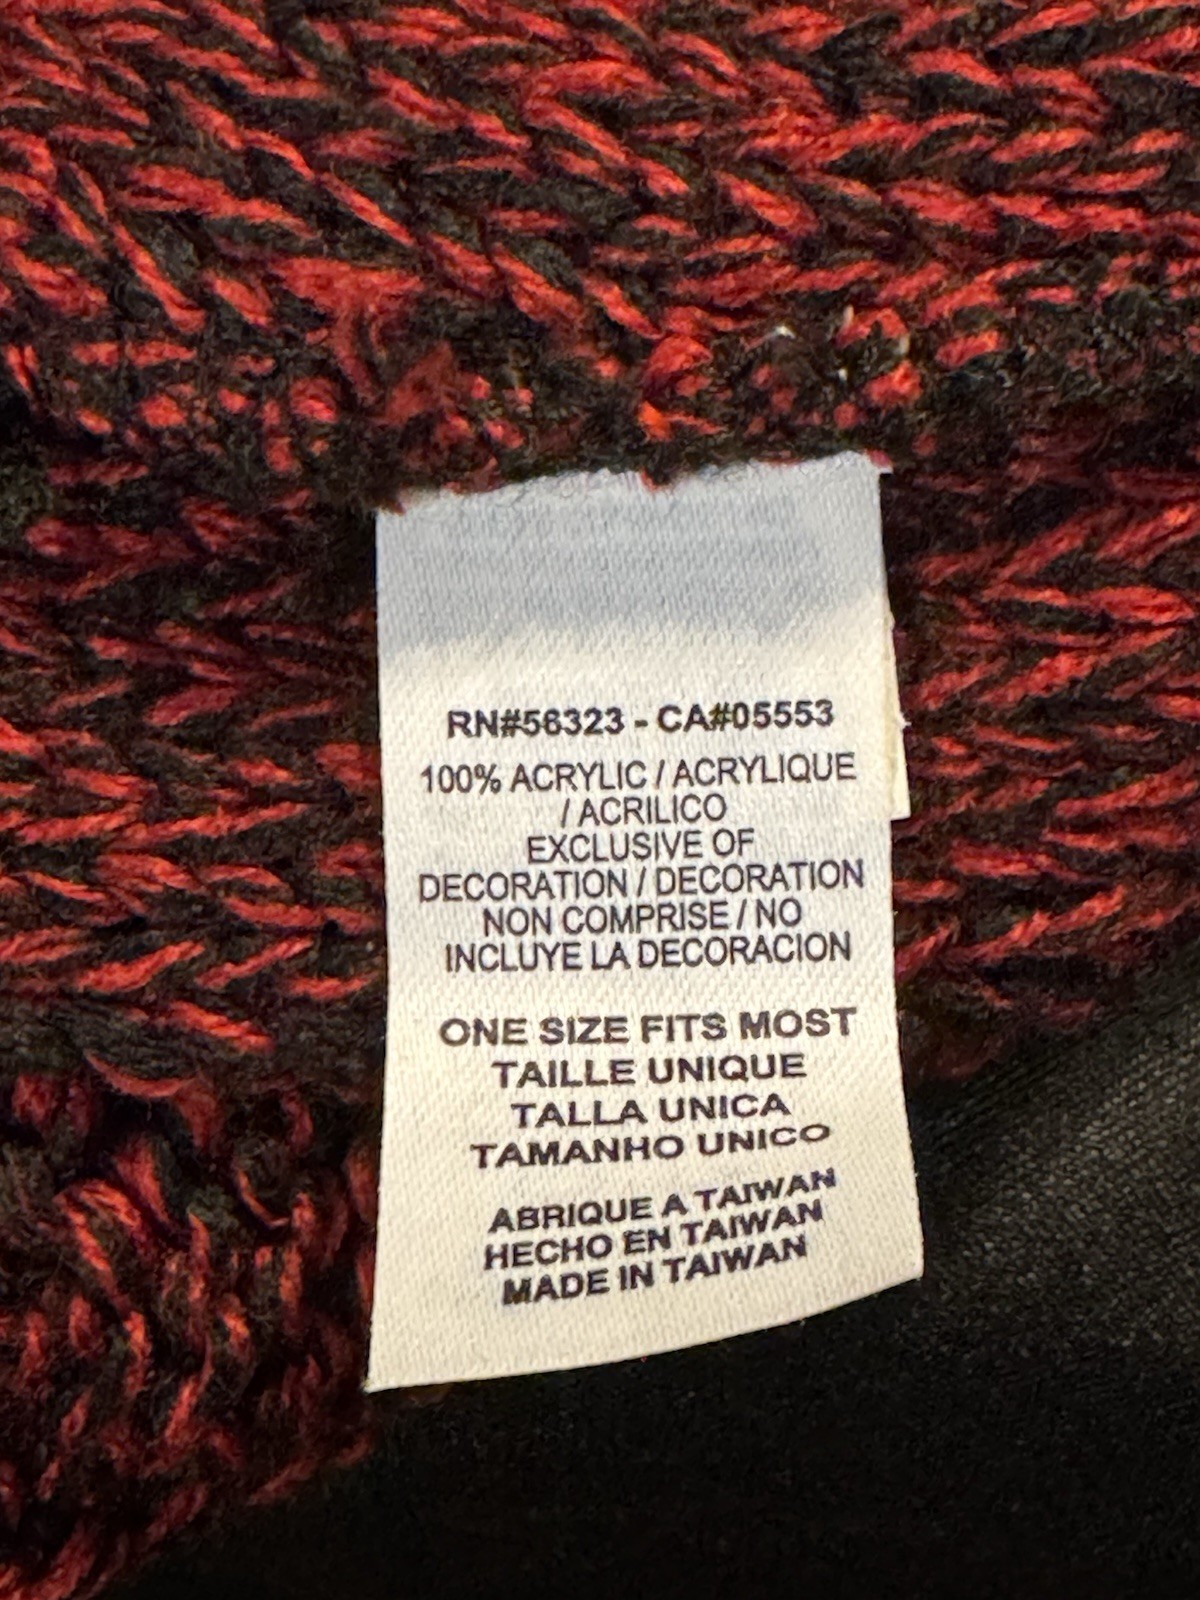 RN#56323 - CA#05553
100% ACRYLIC / ACRYLIQUE
/ ACRILICO
EXCLUSIVE OF
DECORATION / DECORATION
NON COMPRISE / NO
INCLUYE LA DECORACION
ONE SIZE FITS MOST
TAILLE UNIQUE
TALLA UNICA
TAMANHO UNICO
ABRIQUE A TAIWAN
HECHO EN TAIWAN
MADE IN TAIWAN